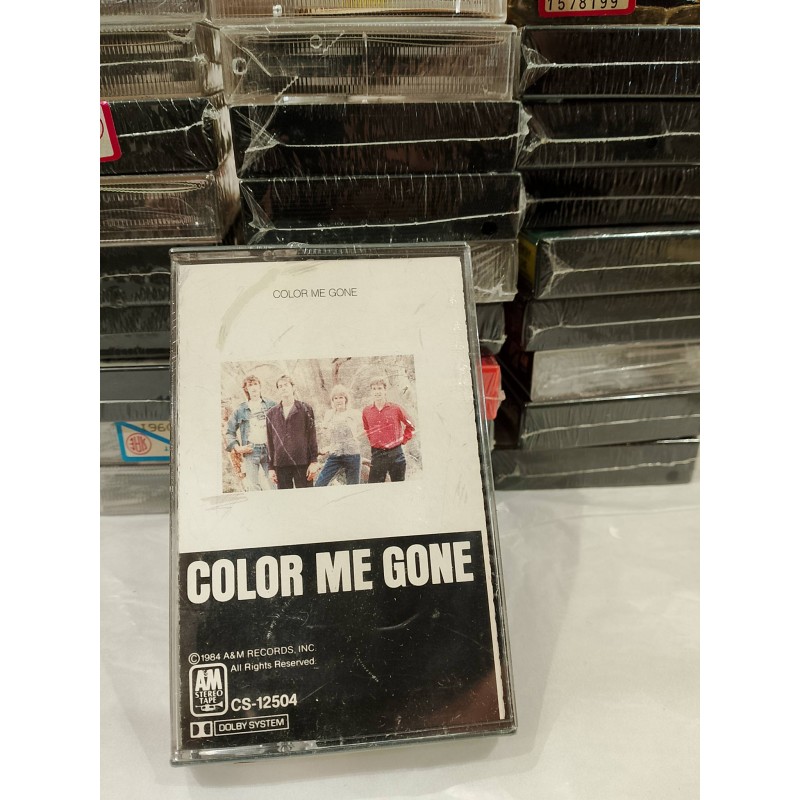 1578199
COLOR ME GONE
196
COLOR ME GONE
©1984 A&M RECORDS, INC.
All Rights Reserved.
A&M
STEREO
TAPE
CS-12504
DOLBY SYSTEM